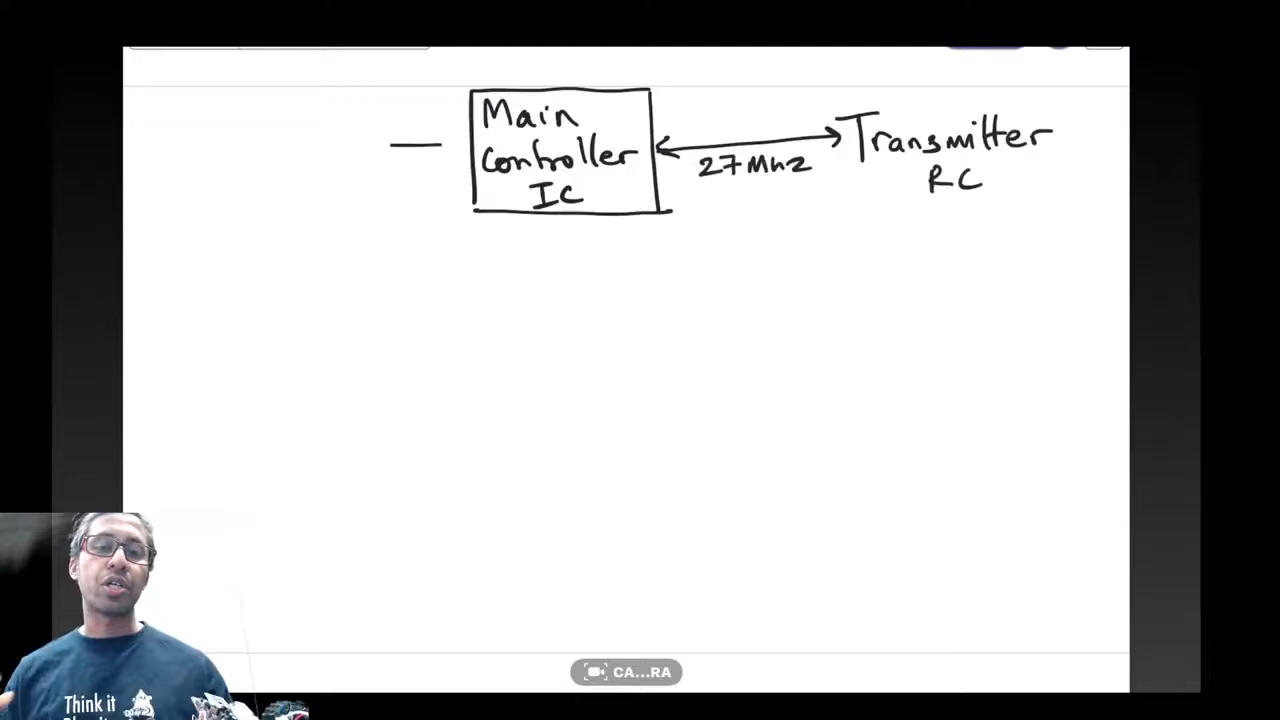 Main
Controller
IC
27Mhz
Transmitter
RC
CA...RA
Think it